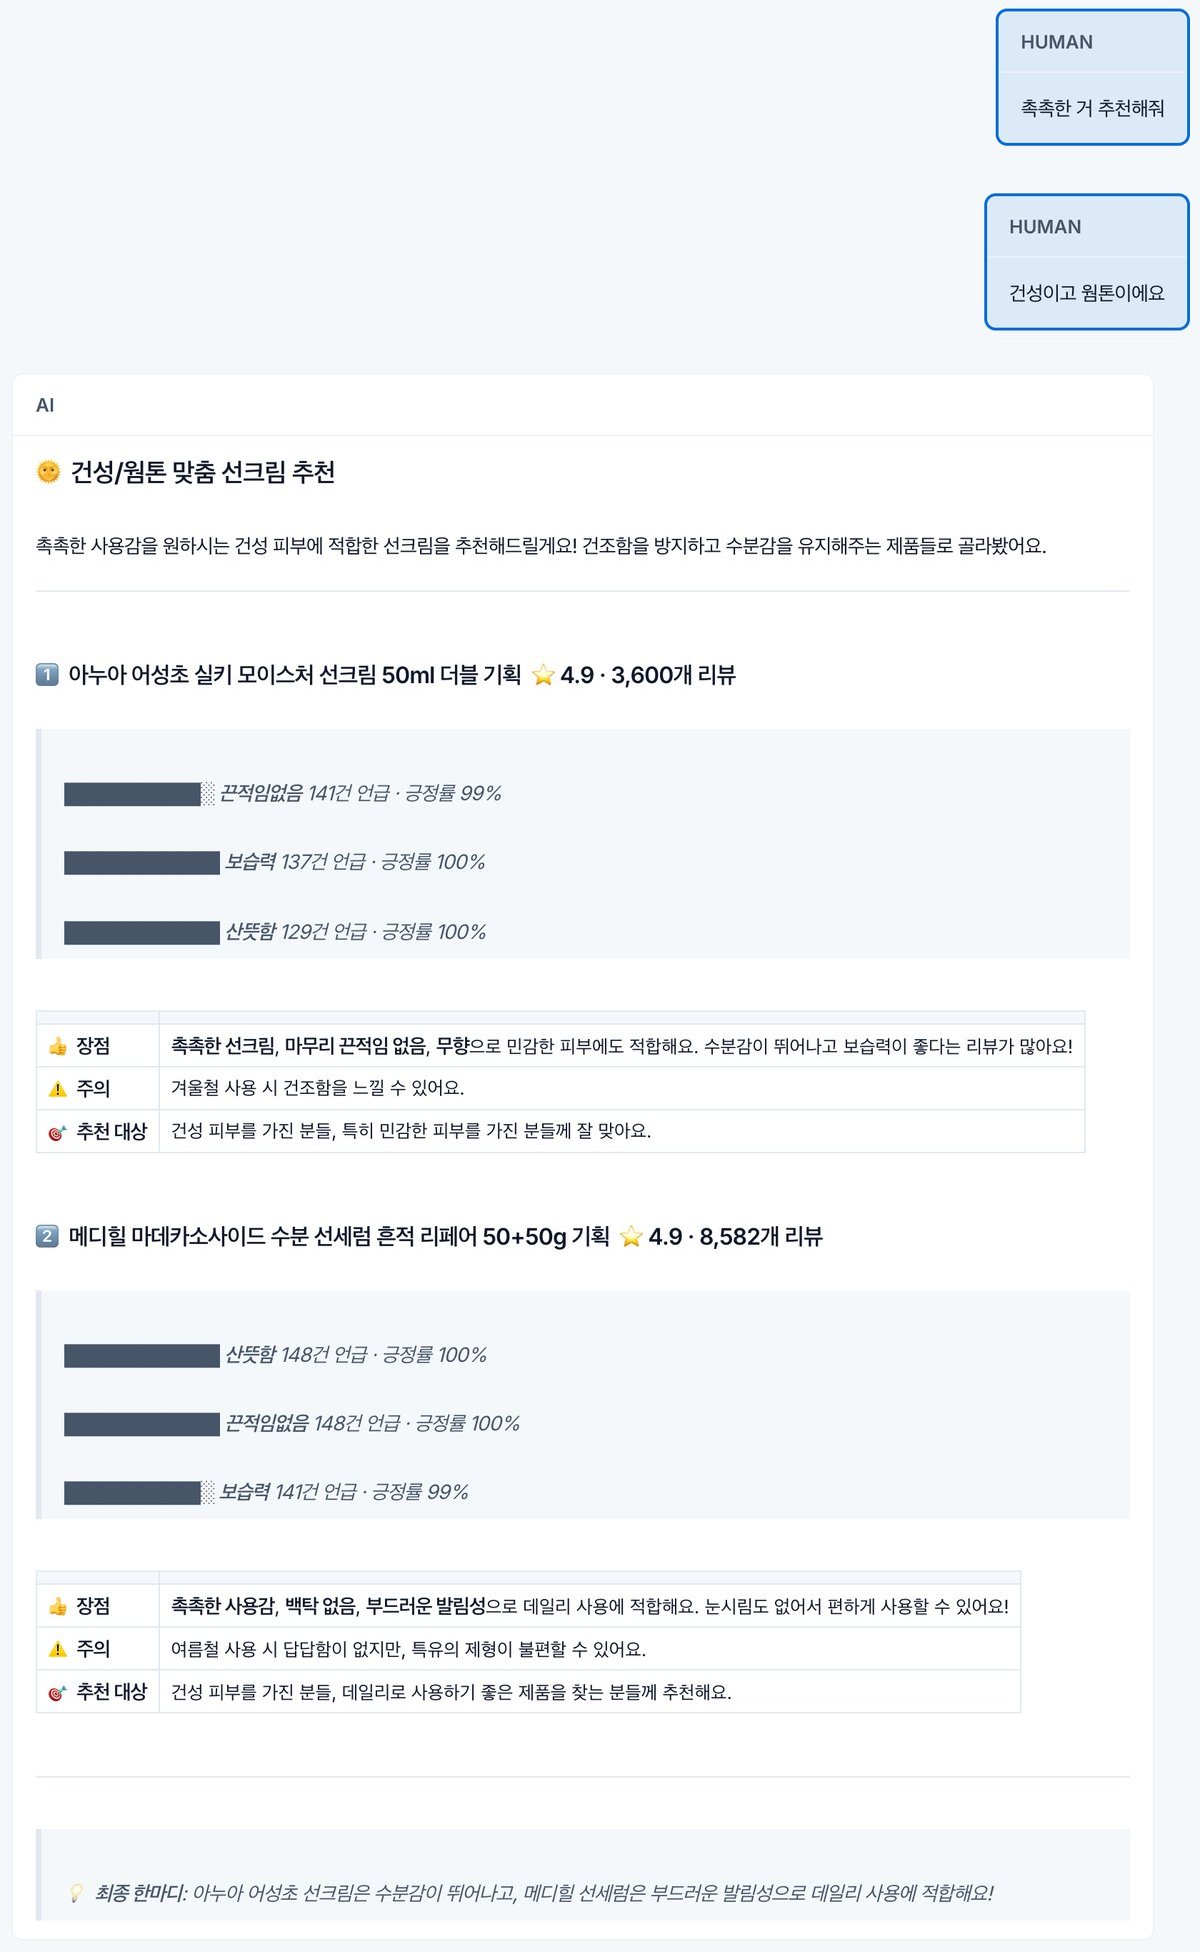 HUMAN
촉촉한 거 추천해줘
HUMAN
건성이고 웜톤이에요
AI
🌞 건성/웜톤 맞춤 선크림 추천
촉촉한 사용감을 원하시는 건성 피부에 적합한 선크림을 추천해드릴게요! 건조함을 방지하고 수분감을 유지해주는 제품들로 골라봤어요.
1️⃣ 아누아 어성초 실키 모이스처 선크림 50ml 더블 기획 ⭐ 4.9 · 3,600개 리뷰
끈적임없음 141건 언급 · 긍정률 99%
보습력 137건 언급 · 긍정률 100%
산뜻함 129건 언급 · 긍정률 100%
👍 장점 촉촉한 선크림, 마무리 끈적임 없음, 무향으로 민감한 피부에도 적합해요. 수분감이 뛰어나고 보습력이 좋다는 리뷰가 많아요!
⚠️ 주의 겨울철 사용 시 건조함을 느낄 수 있어요.
🎯 추천 대상 건성 피부를 가진 분들, 특히 민감한 피부를 가진 분들께 잘 맞아요.
2️⃣ 메디힐 마데카소사이드 수분 선세럼 흔적 리페어 50+50g 기획 ⭐ 4.9 · 8,582개 리뷰
산뜻함 148건 언급 · 긍정률 100%
끈적임없음 148건 언급 · 긍정률 100%
보습력 141건 언급 · 긍정률 99%
👍 장점 촉촉한 사용감, 백탁 없음, 부드러운 발림성으로 데일리 사용에 적합해요. 눈시림도 없어서 편하게 사용할 수 있어요!
⚠️ 주의 여름철 사용 시 답답함이 없지만, 특유의 제형이 불편할 수 있어요.
🎯 추천 대상 건성 피부를 가진 분들, 데일리로 사용하기 좋은 제품을 찾는 분들께 추천해요.
💡 최종 한마디: 아누아 어성초 선크림은 수분감이 뛰어나고, 메디힐 선세럼은 부드러운 발림성으로 데일리 사용에 적합해요!